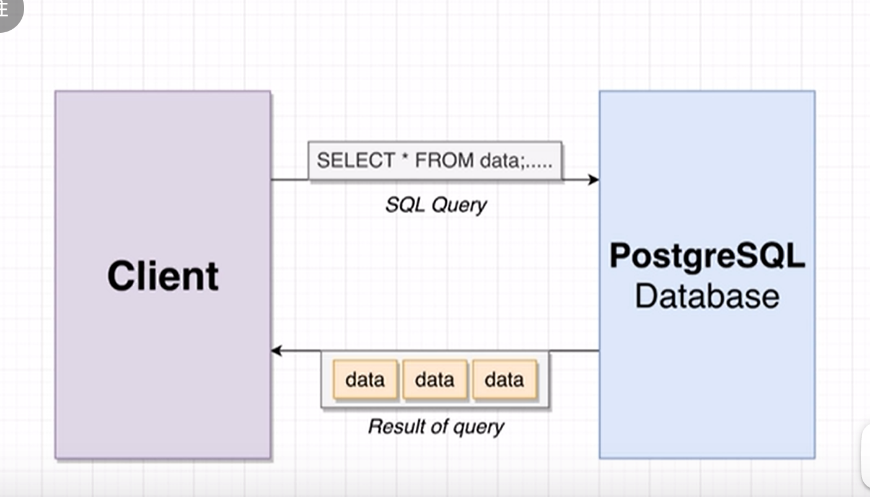 Client
SELECT * FROM data;.....
SQL Query
PostgreSQL
Database
data data data
Result of query